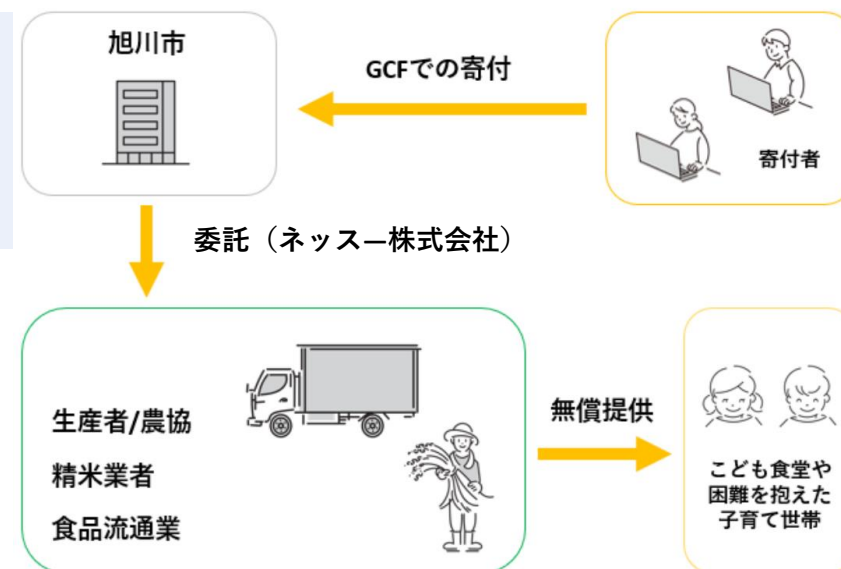 旭川市
GCFでの寄付
寄付者
委託（ネッスー株式会社）
生産者/農協
精米業者
食品流通業
無償提供
こども食堂や
困難を抱えた
子育て世帯